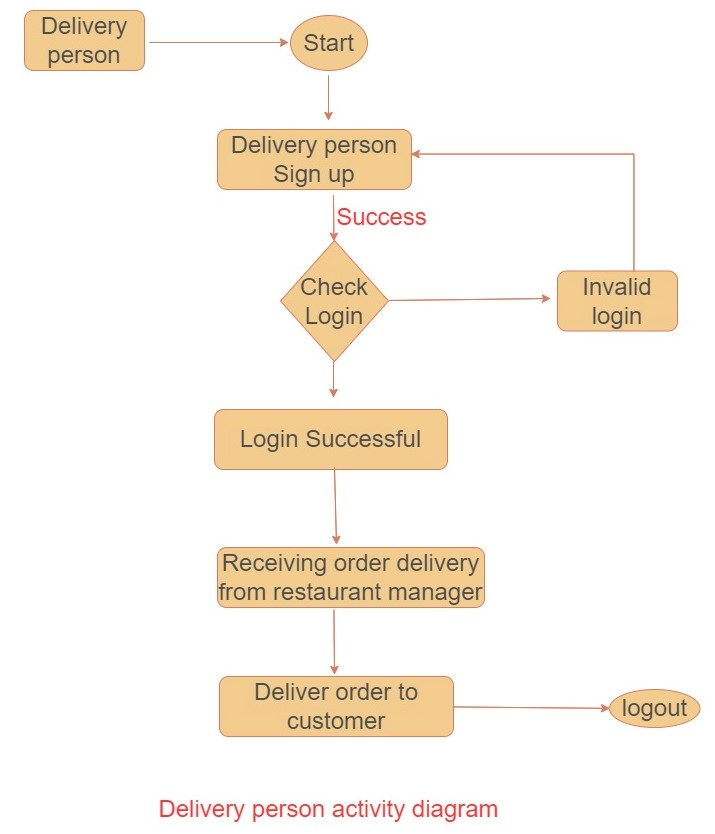 Delivery
person
Start
Delivery person
Sign up
Success
Check
Login
Invalid
login
Login Successful
Receiving order delivery
from restaurant manager
Deliver order to
customer
logout
Delivery person activity diagram